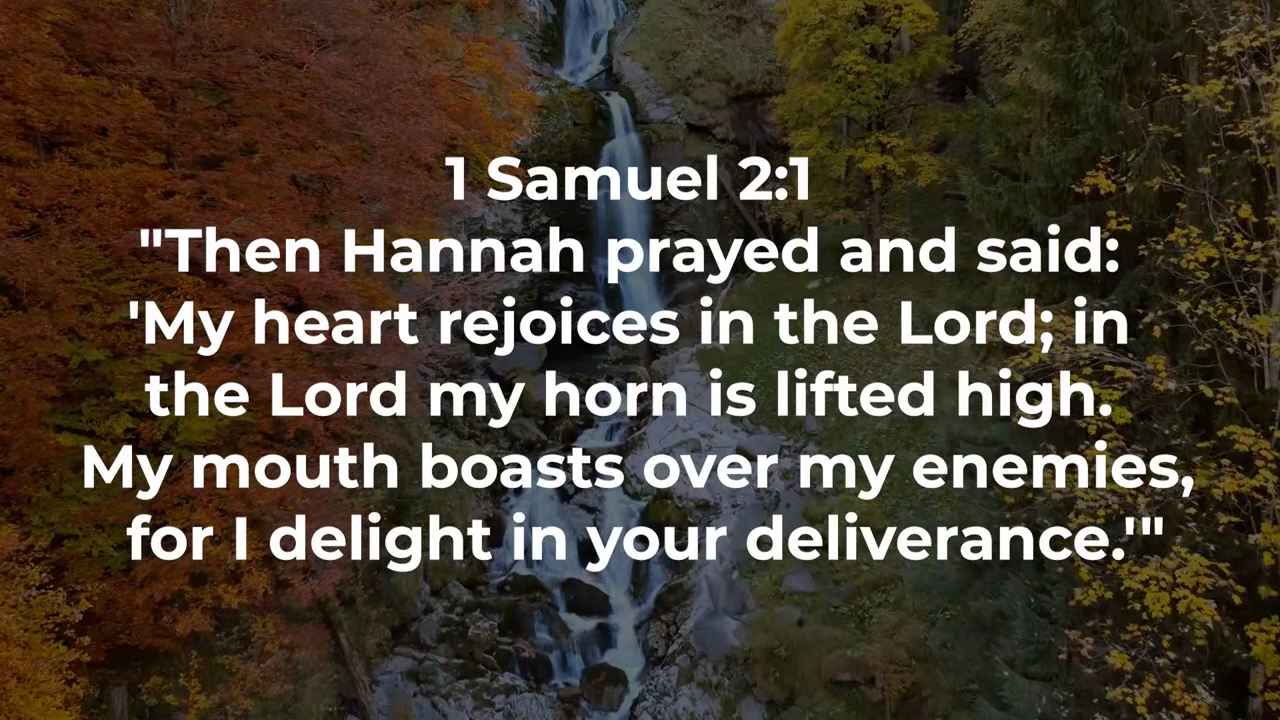 1 Samuel 2:1
"Then Hannah prayed and said:
'My heart rejoices in the Lord; in
the Lord my horn is lifted high.
My mouth boasts over my enemies,
for I delight in your deliverance.'"